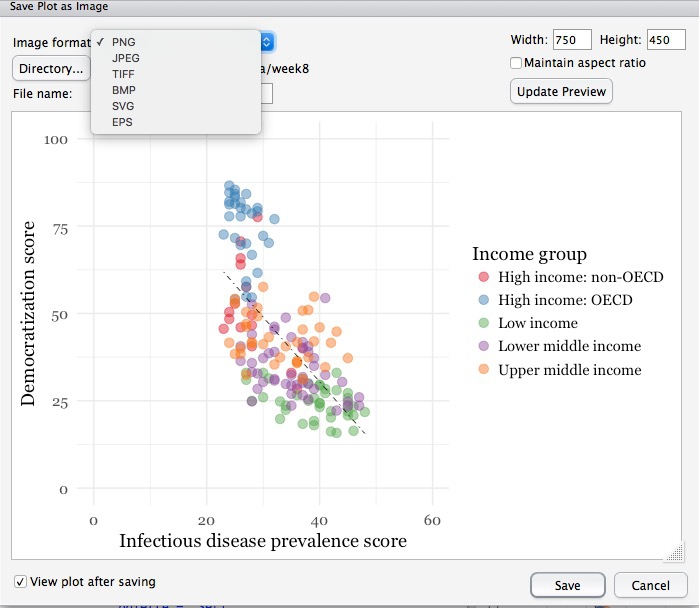 Save Plot as Image
Image format
✓ PNG
JPEG
TIFF
BMP
SVG
EPS
Directory...
a/week8
File name:
Width: 750 Height: 450
Maintain aspect ratio
Update Preview
100
75
50
25
0
Democratization score
0 20 40 60
Infectious disease prevalence score
Income group
High income: non-OECD
High income: OECD
Low income
Lower middle income
Upper middle income
View plot after saving
Save
Cancel